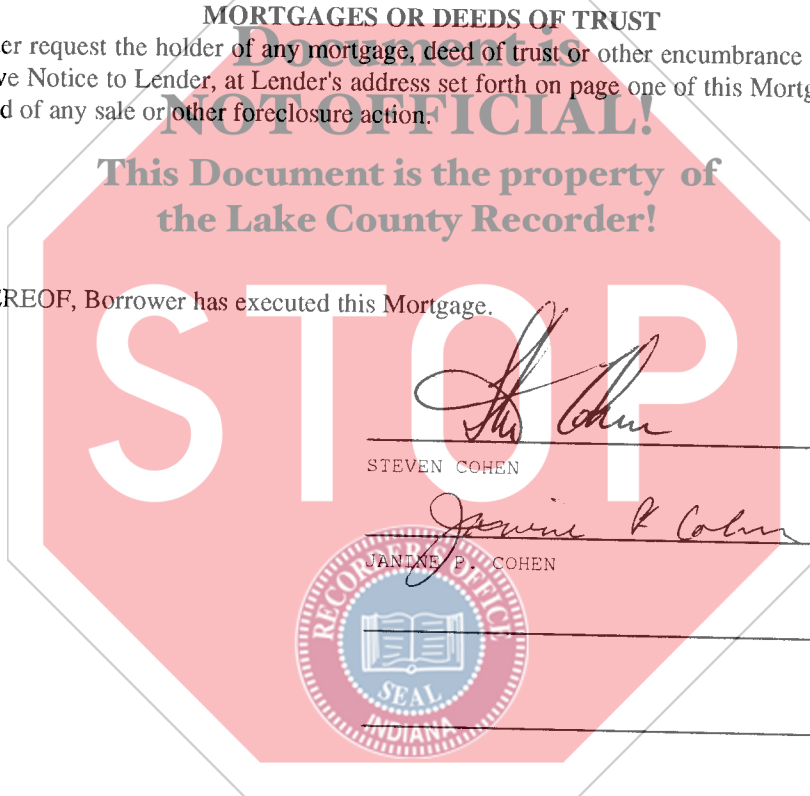 MORTGAGES OR DEEDS OF TRUST
er request the holder of any mortgage, deed of trust or other encumbrance
ve Notice to Lender, at Lender's address set forth on page one of this Mortg
d of any sale or other foreclosure action.
Document is
NOT OFFICIAL!
This Document is the property of
the Lake County Recorder!
EREOF, Borrower has executed this Mortgage.
STOP
Cohen
STEVEN COHEN
Janine P Cohen
JANINE P. COHEN
RECORDER'S OFFICE
SEAL
INDIANA